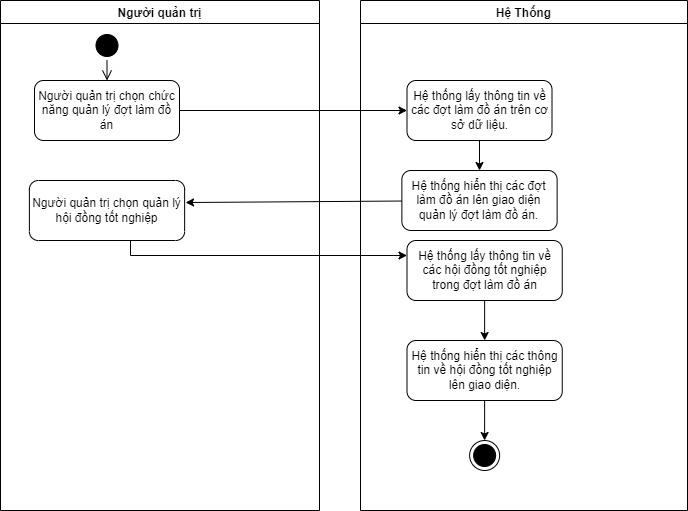 Người quản trị
Hệ Thống
Người quản trị chọn chức
năng quản lý đợt làm đồ
án
Hệ thống lấy thông tin về
các đợt làm đồ án trên cơ
sở dữ liệu.
Hệ thống hiển thị các đợt
làm đồ án lên giao diện
quản lý đợt làm đồ án.
Người quản trị chọn quản lý
hội đồng tốt nghiệp
Hệ thống lấy thông tin về
các hội đồng tốt nghiệp
trong đợt làm đồ án
Hệ thống hiển thị các thông
tin về hội đồng tốt nghiệp
lên giao diện.